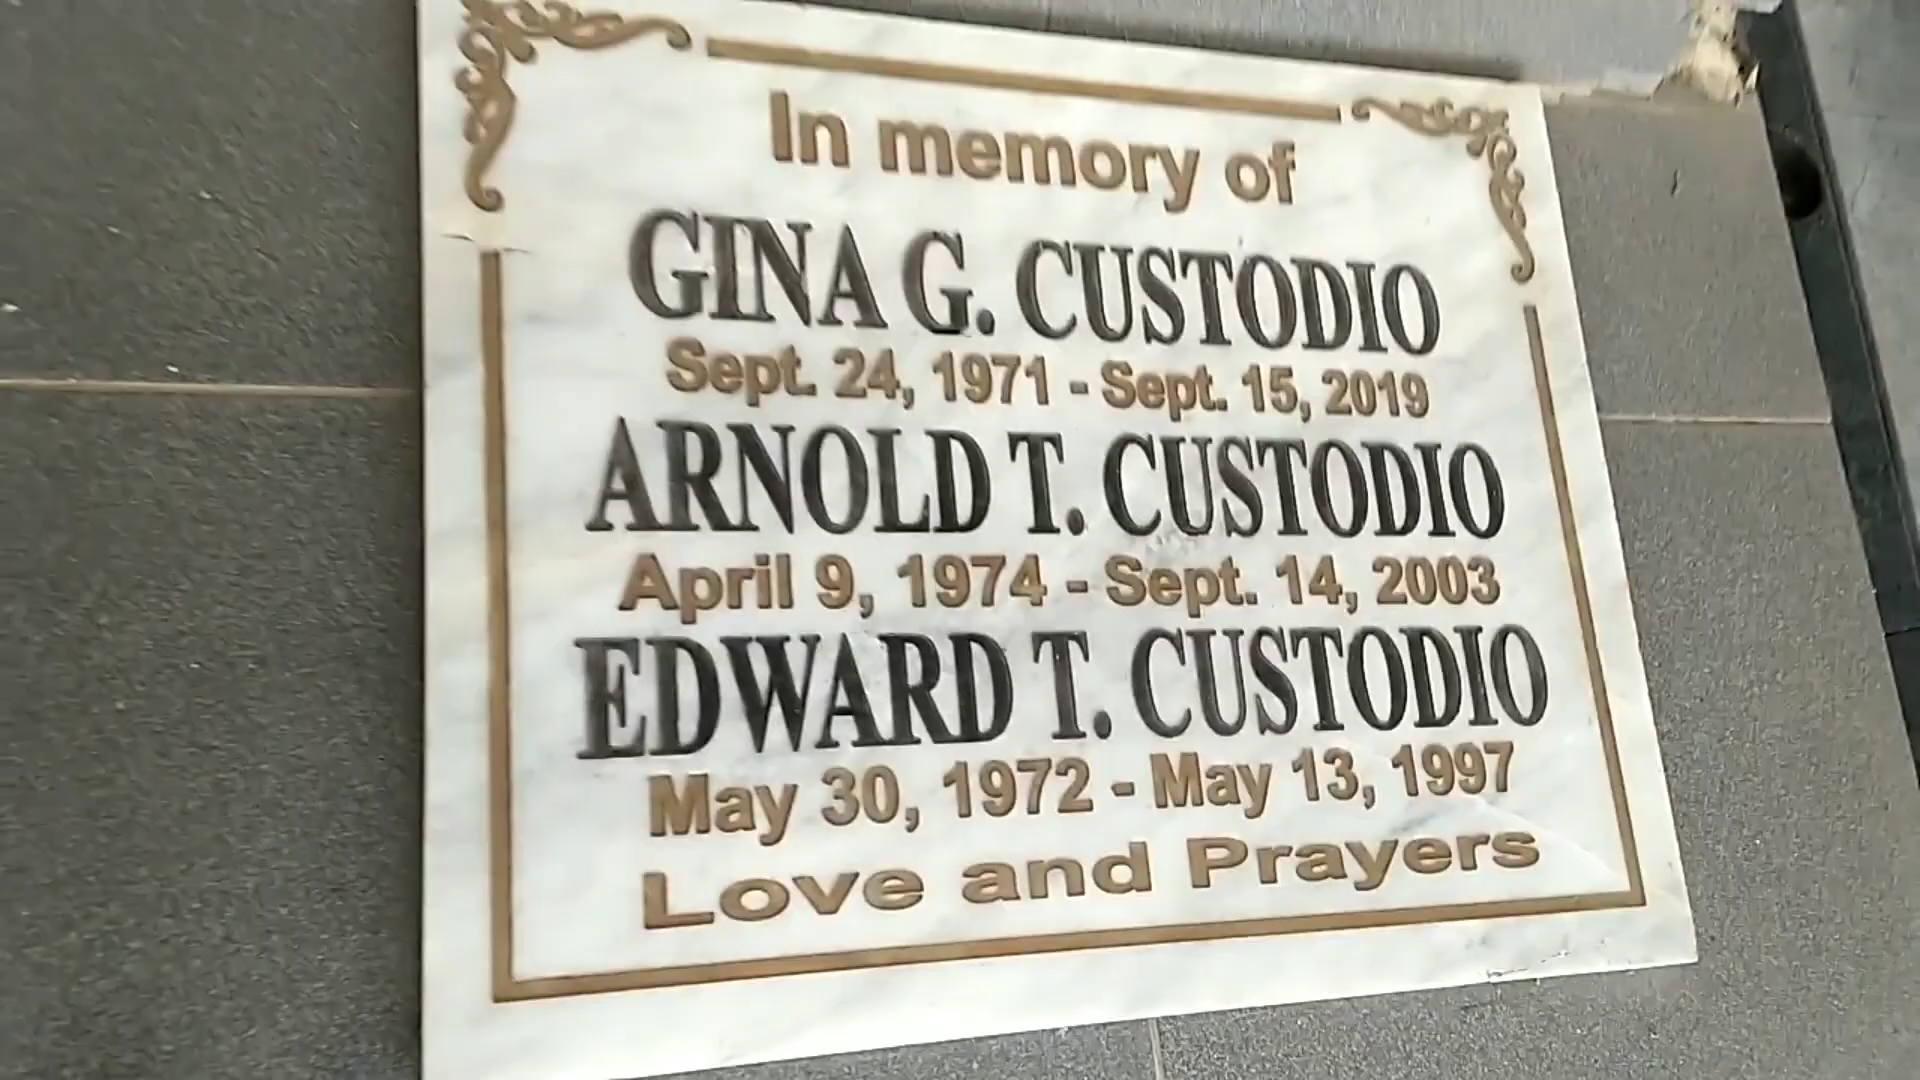 In memory of
GINA G. CUSTODIO
Sept. 24, 1971 - Sept. 15, 2019
ARNOLD T. CUSTODIO
April 9, 1974 - Sept. 14, 2003
EDWARD T. CUSTODIO
May 30, 1972 - May 13, 1997
Love and Prayers